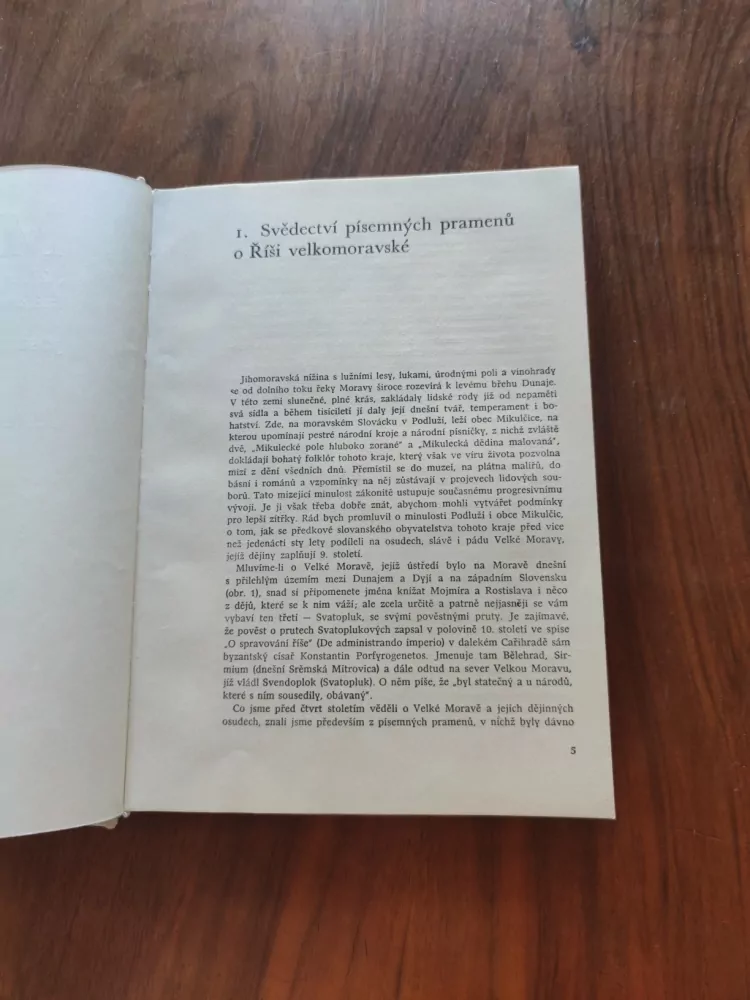 1. Svědectví písemných pramenů
o Říši velkomoravské
Jihomoravská nížina s lužními lesy, lukami, úrodnými poli a vinohrady
se od dolního toku řeky Moravy široce rozevírá k levému břehu Dunaje.
V této zemi slunečné, plné krás, zakládaly lidské rody již od nepaměti
svá sídla a během tisíciletí jí daly její dnešní tvář, temperament i bo-
hatství. Zde, na moravském Slovácku v Podluží, leží obec Mikulčice, na
kterou upomínají pestré národní kroje a národní písničky, z nichž zvláště
dvě, „Mikulecké pole hluboko zorané" a „Mikulecká dědina malovaná",
dokládají bohatý folklór tohoto kraje, který však ve víru života pozvolna
mizí z dění všedních dnů. Přemístil se do muzeí, na plátna malířů, do
básní i románů a vzpomínky na něj zůstávají v projevech lidových sou-
borů. Tato mizející minulost zákonitě ustupuje současnému progresivnímu
vývoji. Je ji však třeba dobře znát, abychom mohli vytvářet podmínky
pro lepší zítřky. Rád bych promluvil o minulosti Podluží i obce Mikulčic,
o tom, jak se předkové slovanského obyvatelstva tohoto kraje před více
než jedenácti sty lety podíleli na osudech, slávě i pádu Velké Moravy,
jejíž dějiny zaplňují 9. století.
Mluvíme-li o Velké Moravě, jejíž ústředí bylo na Moravě dnešní
s přilehlým územím mezi Dunajem a Dyjí a na západním Slovensku
(obr. 1), snad si připomenete jména knížat Mojmíra a Rostislava i něco
z dějů, které se k nim váží; ale zcela určitě a patrně nejjasněji se vám
vybaví ten třetí — Svatopluk, se svými pověstnými pruty. Je zajímavé,
že pověst o prutech Svatoplukových zapsal v polovině 10. století ve spise
„O spravování říše" (De administrando imperio) v dalekém Cařihradě sám
byzantský císař Konstantin Porfyrogenetos. Jmenuje tam Bělehrad, Sir-
mium (dnešní Srěmská Mitrovica) a dále odtud na sever Velkou Moravu,
jíž vládl Svendoplok (Svatopluk). O něm píše, že „byl statečný a u národů,
které s ním sousedily, obávaný".
Co jsme před čtvrt stoletím věděli o Velké Moravě a jejích dějinných
osudech, znali jsme především z písemných pramenů, v nichž byly dávno
5